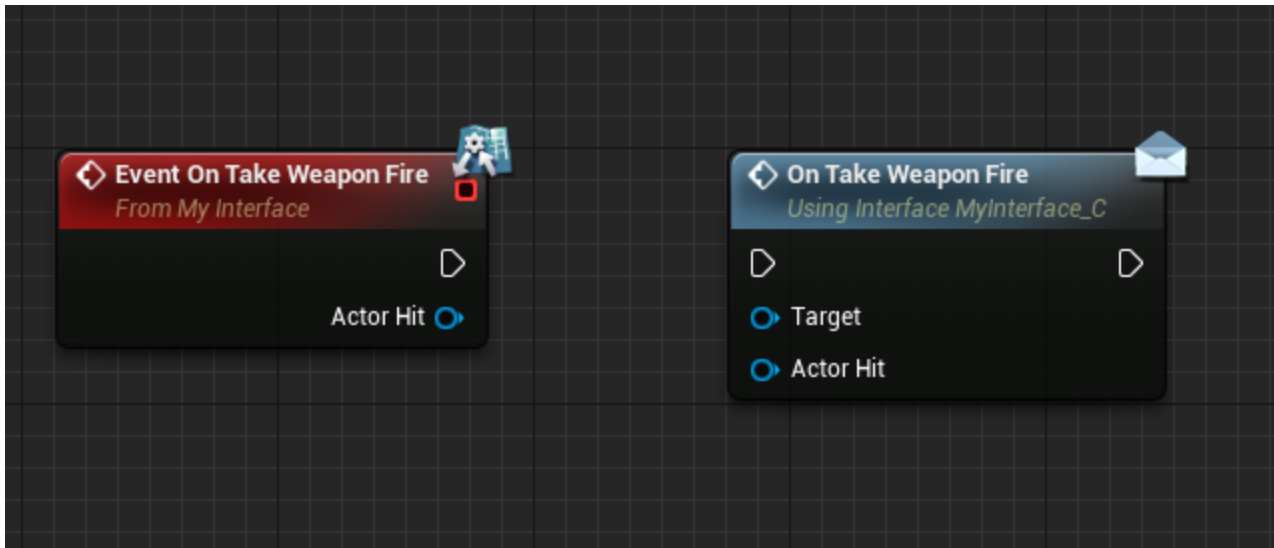 Event On Take Weapon Fire
From My Interface
Actor Hit
On Take Weapon Fire
Using Interface MyInterface_C
Target
Actor Hit